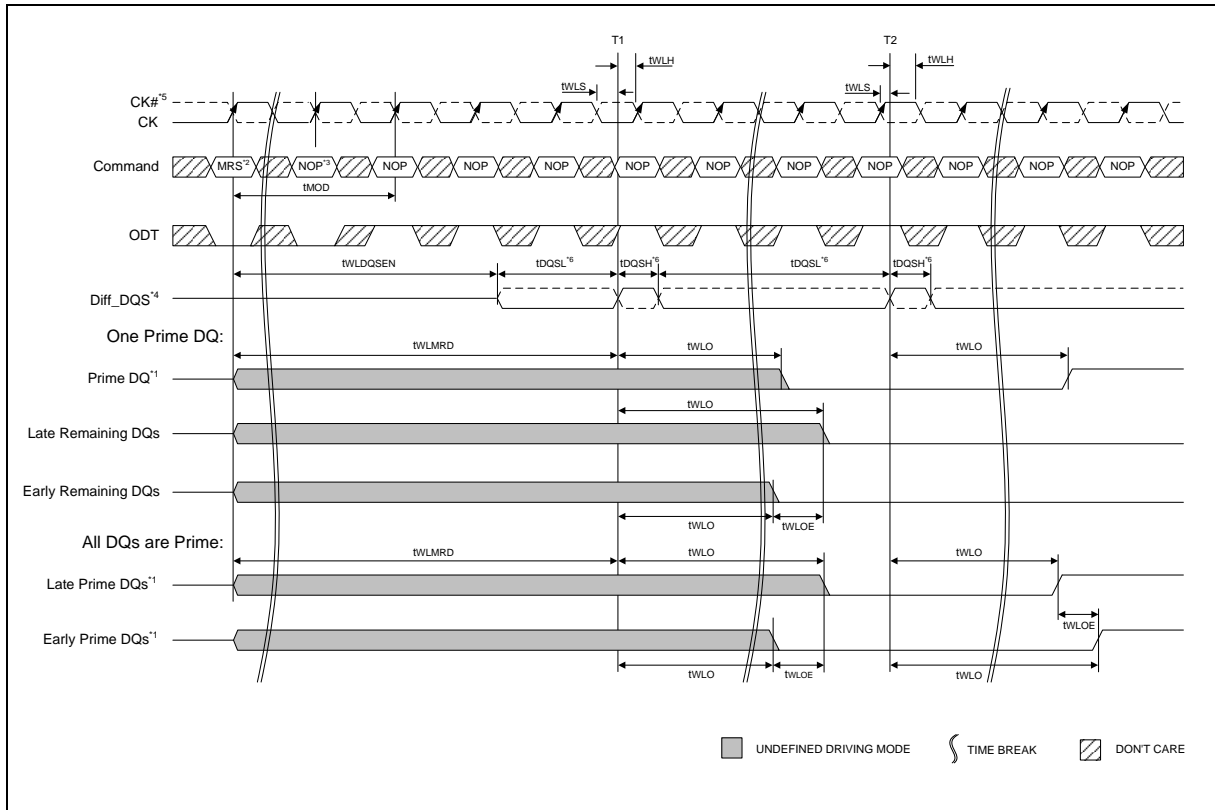 T1 T2
tWLH tWLH
tWLS tWLS
CK#*5
CK
Command MRS*2 NOP*3 NOP NOP NOP NOP NOP NOP NOP NOP NOP NOP
tMOD
ODT
tWLDQSEN tDQSL*6 tDQSH*6 tDQSL*6 tDQSH*6
Diff_DQS*4
One Prime DQ:
tWLMRD tWLO tWLO
Prime DQ*1
tWLO
Late Remaining DQs
Early Remaining DQs
tWLO tWLOE
All DQs are Prime:
tWLMRD tWLO tWLO
Late Prime DQs*1
tWLOE
Early Prime DQs*1
tWLO tWLOE tWLO
UNDEFINED DRIVING MODE TIME BREAK DON'T CARE